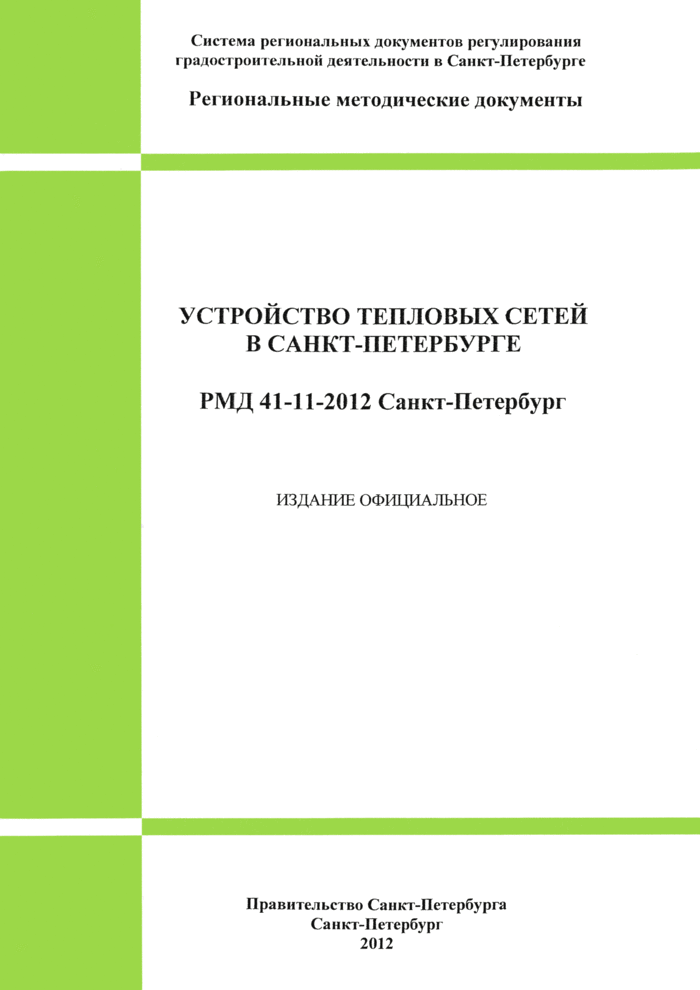 Система региональных документов регулирования
градостроительной деятельности в Санкт-Петербурге
Региональные методические документы
УСТРОЙСТВО ТЕПЛОВЫХ СЕТЕЙ
В САНКТ-ПЕТЕРБУРГЕ
РМД 41-11-2012 Санкт-Петербург
ИЗДАНИЕ ОФИЦИАЛЬНОЕ
Правительство Санкт-Петербурга
Санкт-Петербург
2012